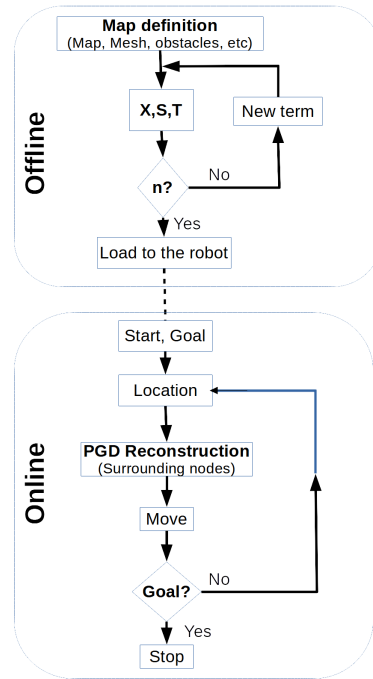 Offline
Map definition
(Map, Mesh, obstacles, etc)
X,S,T
New term
n?
No
Yes
Load to the robot
Online
Start, Goal
Location
PGD Reconstruction
(Surrounding nodes)
Move
Goal?
No
Yes
Stop